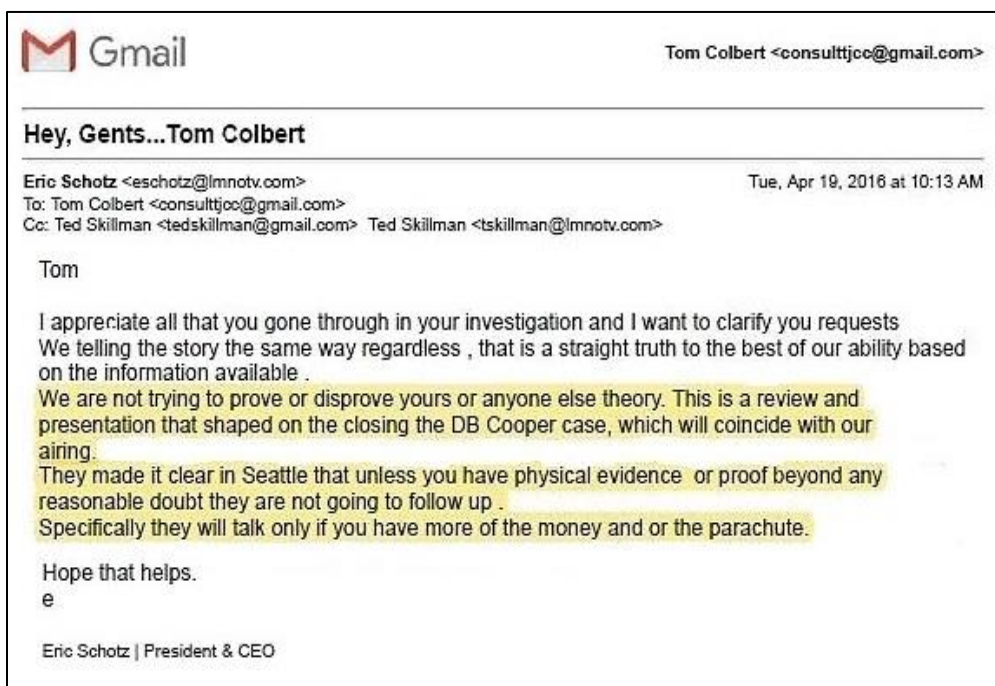 Gmail
Tom Colbert <consulttjcc@gmail.com>
Hey, Gents...Tom Colbert
Eric Schotz <eschotz@lmnotv.com>
Tue, Apr 19, 2016 at 10:13 AM
To: Tom Colbert <consulttjcc@gmail.com>
Cc: Ted Skillman <tedskillman@gmail.com> Ted Skillman <tskillman@lmnotv.com>
Tom
I appreciate all that you gone through in your investigation and I want to clarify you requests
We telling the story the same way regardless , that is a straight truth to the best of our ability based
on the information available .
We are not trying to prove or disprove yours or anyone else theory. This is a review and
presentation that shaped on the closing the DB Cooper case, which will coincide with our
airing.
They made it clear in Seattle that unless you have physical evidence or proof beyond any
reasonable doubt they are not going to follow up .
Specifically they will talk only if you have more of the money and or the parachute.
Hope that helps.
e
Eric Schotz | President & CEO